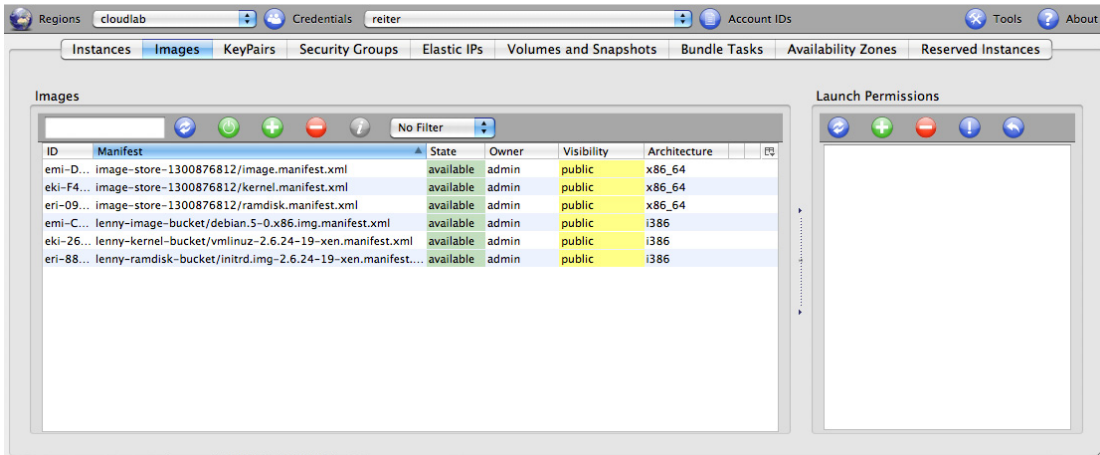 Regions cloudlab Credentials reiter Account IDs Tools About
Instances Images KeyPairs Security Groups Elastic IPs Volumes and Snapshots Bundle Tasks Availability Zones Reserved Instances
Images Launch Permissions
No Filter
ID Manifest State Owner Visibility Architecture
emi-D... image-store-1300876812/image.manifest.xml available admin public x86_64
eki-F4... image-store-1300876812/kernel.manifest.xml available admin public x86_64
eri-09... image-store-1300876812/ramdisk.manifest.xml available admin public x86_64
emi-C... lenny-image-bucket/debian.5-0.x86.img.manifest.xml available admin public i386
eki-26... lenny-kernel-bucket/vmlinuz-2.6.24-19-xen.manifest.xml available admin public i386
eri-88... lenny-ramdisk-bucket/initrd.img-2.6.24-19-xen.manifest.... available admin public i386